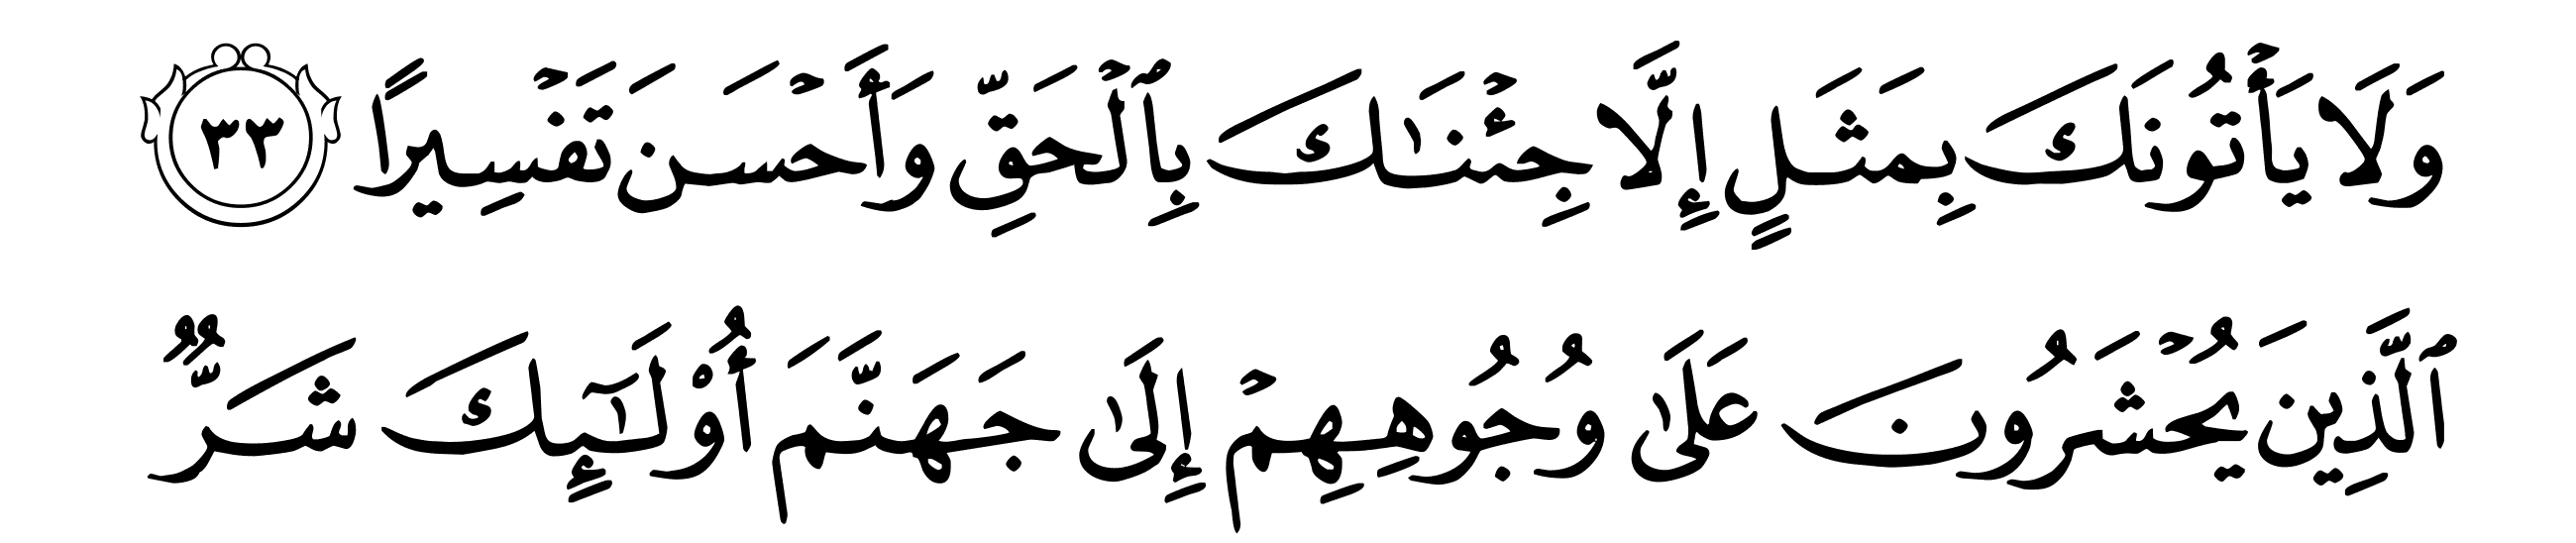 وَلَا يَأۡتُونَكَ بِمَثَلٍ إِلَّا جِئۡنَٰكَ بِٱلۡحَقِّ وَأَحۡسَنَ تَفۡسِيرًا ٣٣
ٱلَّذِينَ يُحۡشَرُونَ عَلَىٰ وُجُوهِهِمۡ إِلَىٰ جَهَنَّمَ أُوْلَٰٓئِكَ شَرّٞ